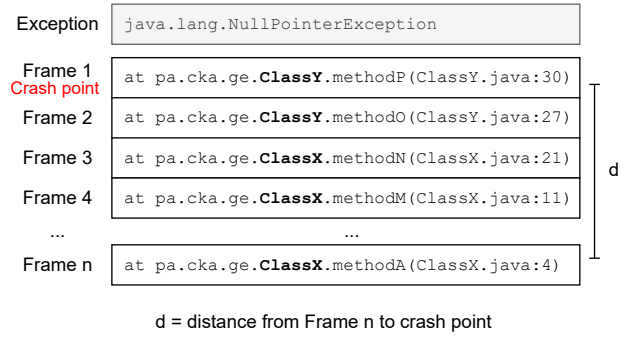 Exception java.lang.NullPointerException
Frame 1 at pa.cka.ge.ClassY.methodP(ClassY.java:30)
Crash point
Frame 2 at pa.cka.ge.ClassY.methodO(ClassY.java:27)
Frame 3 at pa.cka.ge.ClassX.methodN(ClassX.java:21)
d
Frame 4 at pa.cka.ge.ClassX.methodM(ClassX.java:11)
... ...
Frame n at pa.cka.ge.ClassX.methodA(ClassX.java:4)
d = distance from Frame n to crash point